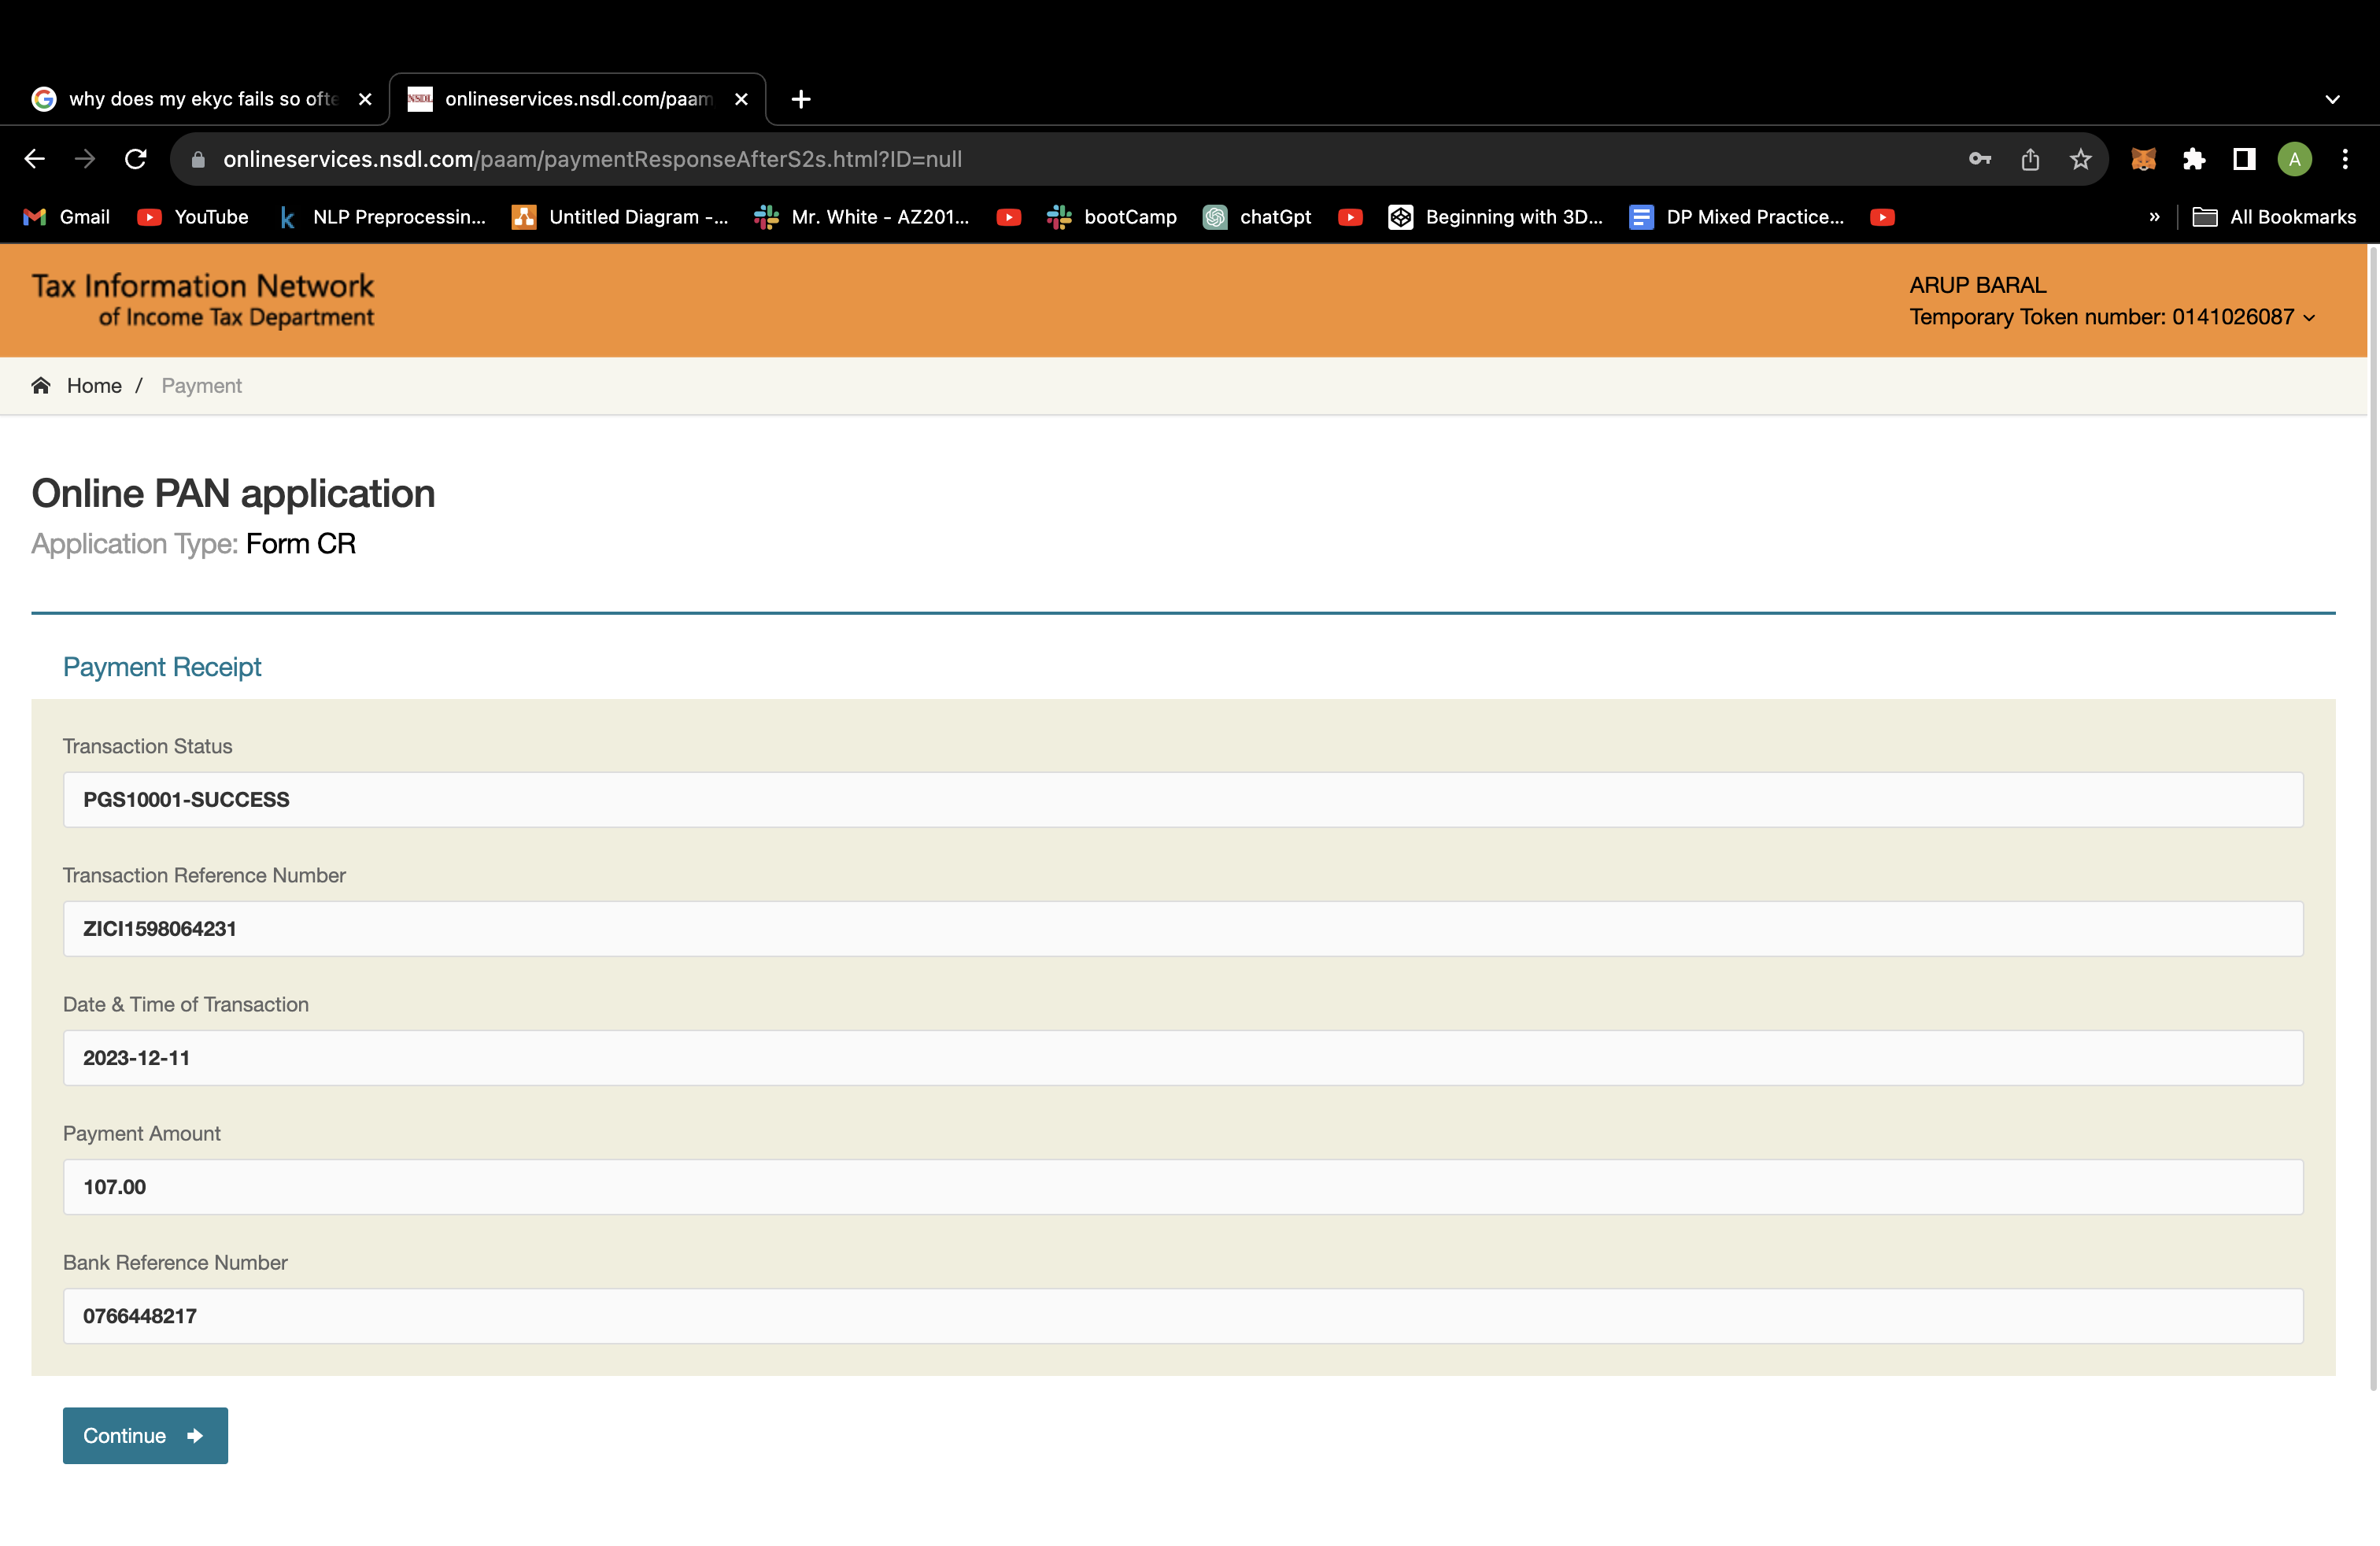 why does my ekyc fails so ofte
onlineservices.nsdl.com/paam
onlineservices.nsdl.com/paam/paymentResponseAfterS2s.html?ID=null
A
Gmail
YouTube
k
NLP Preprocessin...
Untitled Diagram -...
Mr. White - AZ201...
bootCamp
chatGpt
Beginning with 3D...
DP Mixed Practice...
»
All Bookmarks
NSDL
Tax Information Network
of Income Tax Department
ARUP BARAL
Temporary Token number: 0141026087
Home / Payment
Online PAN application
Application Type: Form CR
Payment Receipt
Transaction Status
PGS10001-SUCCESS
Transaction Reference Number
ZICI1598064231
Date & Time of Transaction
2023-12-11
Payment Amount
107.00
Bank Reference Number
0766448217
Continue